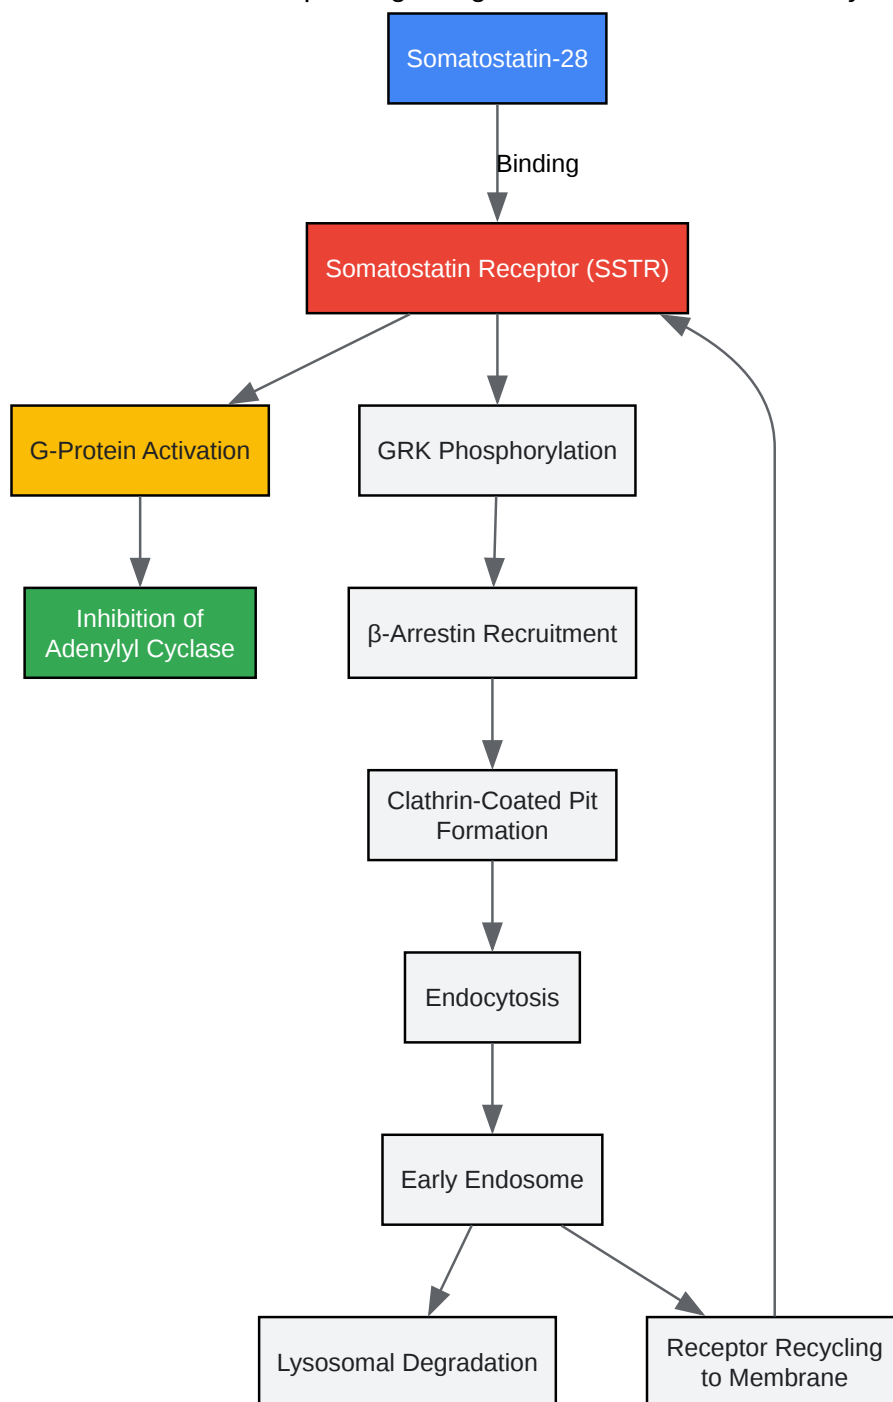 Somatostatin-28
Binding
Somatostatin Receptor (SSTR)
G-Protein Activation
GRK Phosphorylation
Inhibition of
Adenylyl Cyclase
β-Arrestin Recruitment
Clathrin-Coated Pit
Formation
Endocytosis
Early Endosome
Lysosomal Degradation
Receptor Recycling
to Membrane